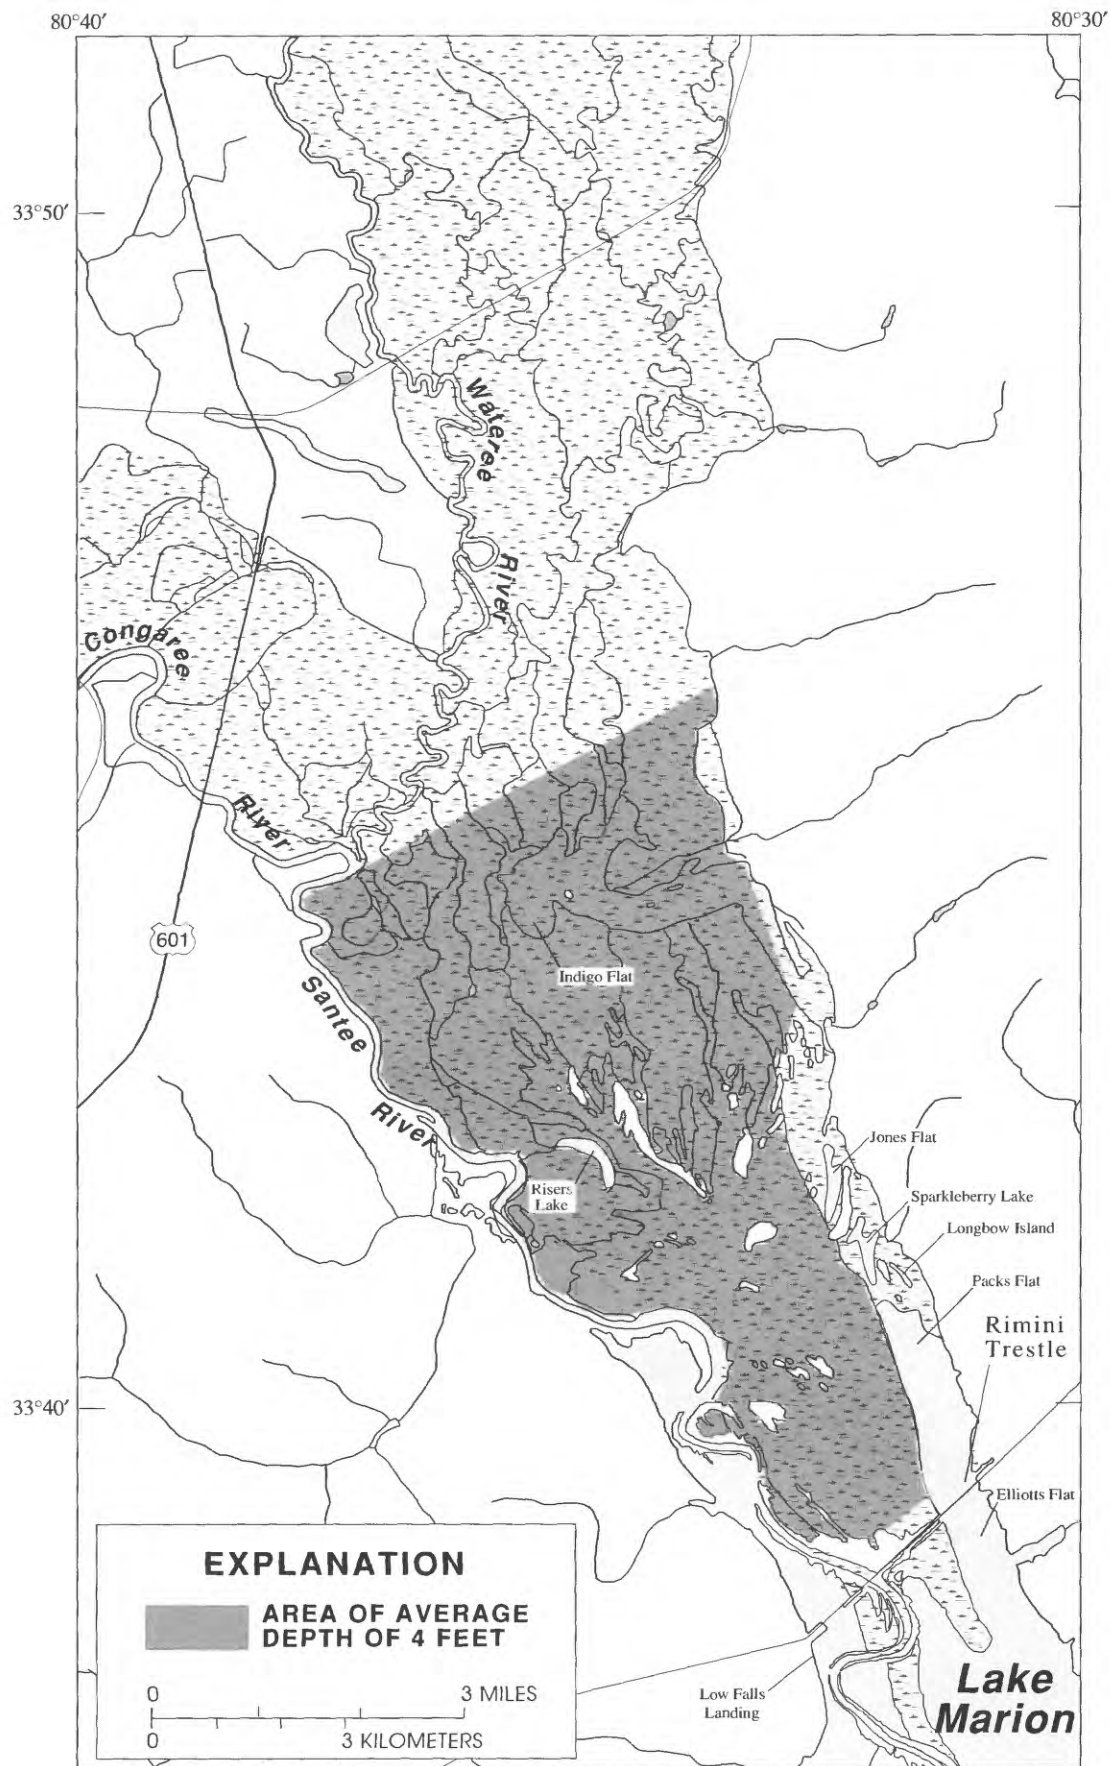 80°40′
80°30′
33°50′
Wateree
River
Congaree
River
601
Indigo Flat
Santee
River
Jones Flat
Risers
Lake
Sparkleberry Lake
Longbow Island
Packs Flat
Rimini
Trestle
33°40′
Elliotts Flat
EXPLANATION
AREA OF AVERAGE
DEPTH OF 4 FEET
0 3 MILES
0 3 KILOMETERS
Low Falls
Landing
Lake
Marion